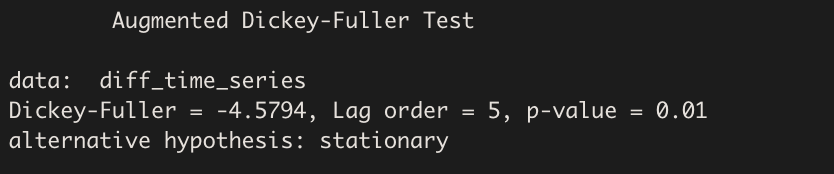 Augmented Dickey-Fuller Test
data:  diff_time_series
Dickey-Fuller = -4.5794, Lag order = 5, p-value = 0.01
alternative hypothesis: stationary